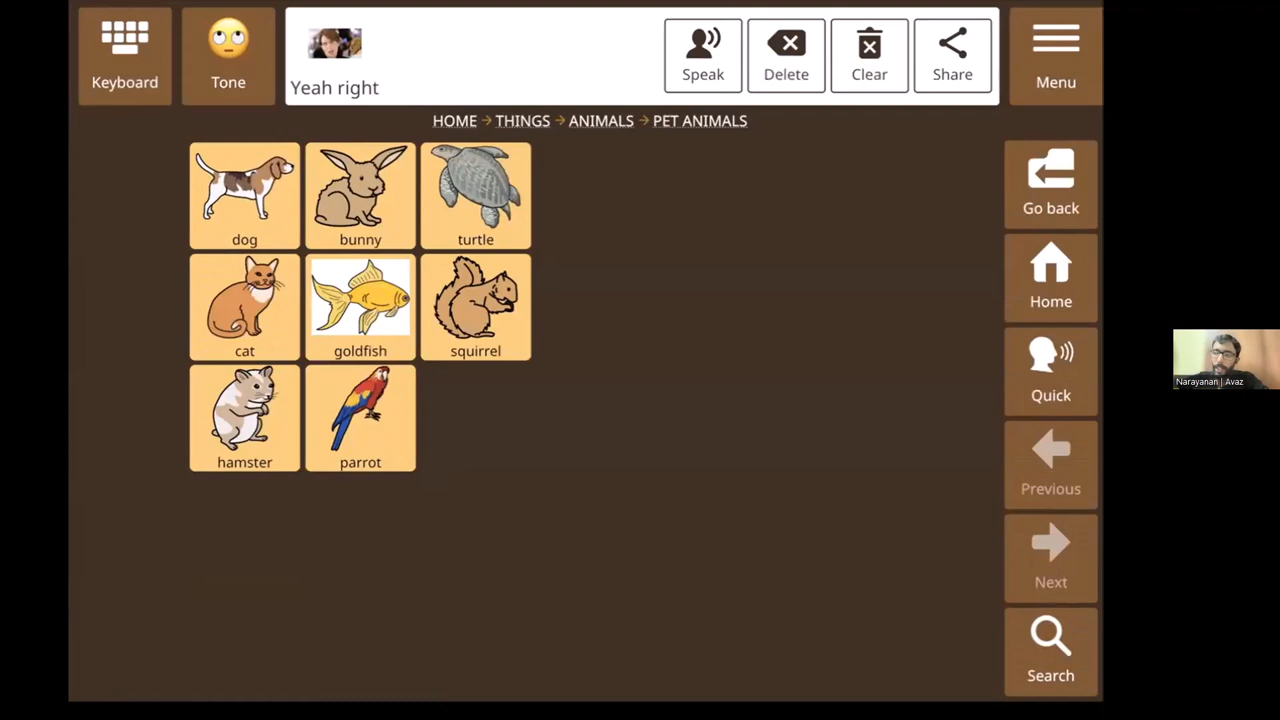 Keyboard
Tone
Yeah right
Speak
Delete
Clear
Share
Menu
HOME → THINGS → ANIMALS → PET ANIMALS
dog
bunny
turtle
cat
goldfish
squirrel
hamster
parrot
Go back
Home
Quick
Previous
Next
Search
Narayanan | Avaz